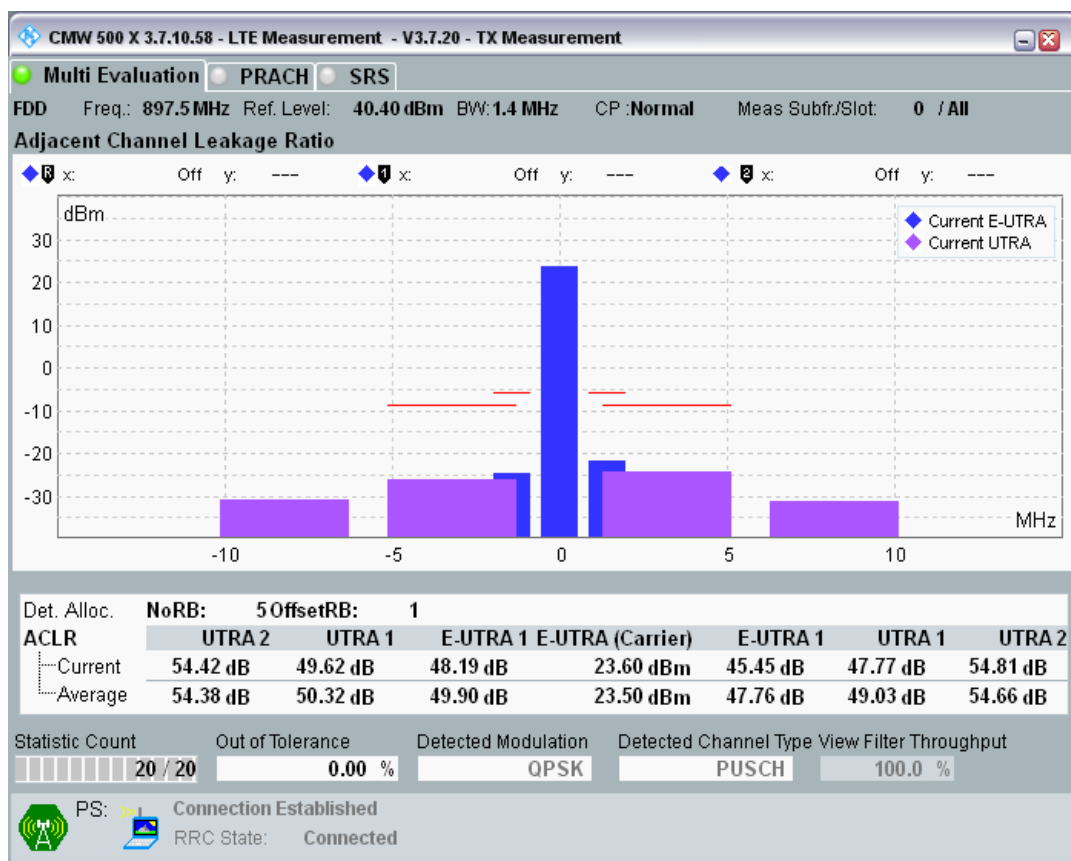 CMW 500 X 3.7.10.58 - LTE Measurement - V3.7.20 - TX Measurement
Multi Evaluation PRACH SRS
FDD Freq.: 897.5 MHz Ref. Level: 40.40 dBm BW: 1.4 MHz CP :Normal Meas Subfr./Slot: 0 / All
Adjacent Channel Leakage Ratio
R x: Off y: --- 1 x: Off y: --- 2 x: Off y: ---
dBm
Current E-UTRA
Current UTRA
30
20
10
0
-10
-20
-30
MHz
-10 -5 0 5 10
Det. Alloc. NoRB: 5 OffsetRB: 1
ACLR UTRA 2 UTRA 1 E-UTRA 1 E-UTRA (Carrier) E-UTRA 1 UTRA 1 UTRA 2
Current 54.42 dB 49.62 dB 48.19 dB 23.60 dBm 45.45 dB 47.77 dB 54.81 dB
Average 54.38 dB 50.32 dB 49.90 dB 23.50 dBm 47.76 dB 49.03 dB 54.66 dB
Statistic Count Out of Tolerance Detected Modulation Detected Channel Type View Filter Throughput
20 / 20 0.00 % QPSK PUSCH 100.0 %
PS: Connection Established
RRC State: Connected